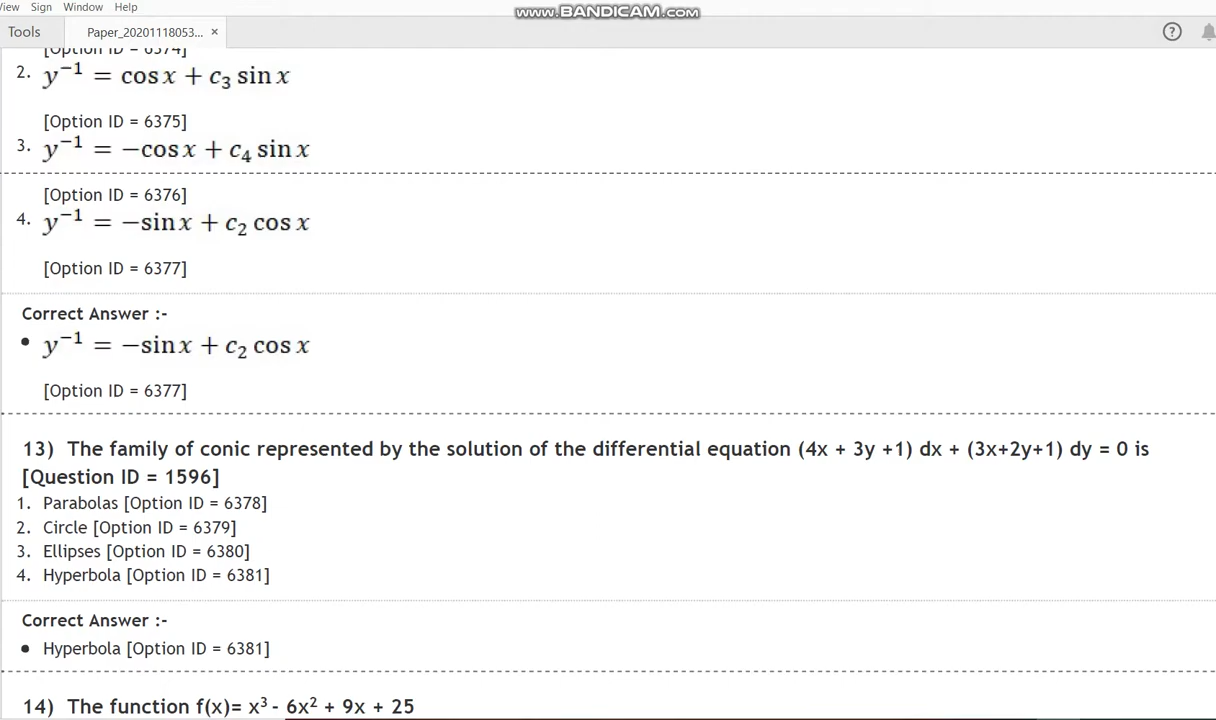 View Sign Window Help
www.BANDICAM.com
Tools Paper_20201118053... ×
?
[Option ID = 6374]
2. y⁻¹ = cos x + c₃ sin x
[Option ID = 6375]
3. y⁻¹ = −cos x + c₄ sin x
[Option ID = 6376]
4. y⁻¹ = −sin x + c₂ cos x
[Option ID = 6377]
Correct Answer :-
• y⁻¹ = −sin x + c₂ cos x
[Option ID = 6377]
13) The family of conic represented by the solution of the differential equation (4x + 3y +1) dx + (3x+2y+1) dy = 0 is
[Question ID = 1596]
1. Parabolas [Option ID = 6378]
2. Circle [Option ID = 6379]
3. Ellipses [Option ID = 6380]
4. Hyperbola [Option ID = 6381]
Correct Answer :-
• Hyperbola [Option ID = 6381]
14) The function f(x)= x³ - 6x² + 9x + 25